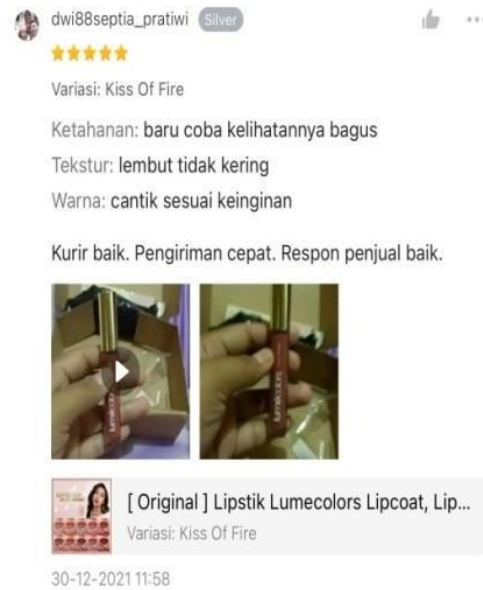 dwi88septia_pratiwi Silver
Variasi: Kiss Of Fire
Ketahanan: baru coba kelihatannya bagus
Tekstur: lembut tidak kering
Warna: cantik sesuai keinginan
Kurir baik. Pengiriman cepat. Respon penjual baik.
lumecolors
[ Original ] Lipstik Lumecolors Lipcoat, Lip...
Variasi: Kiss Of Fire
30-12-2021 11:58